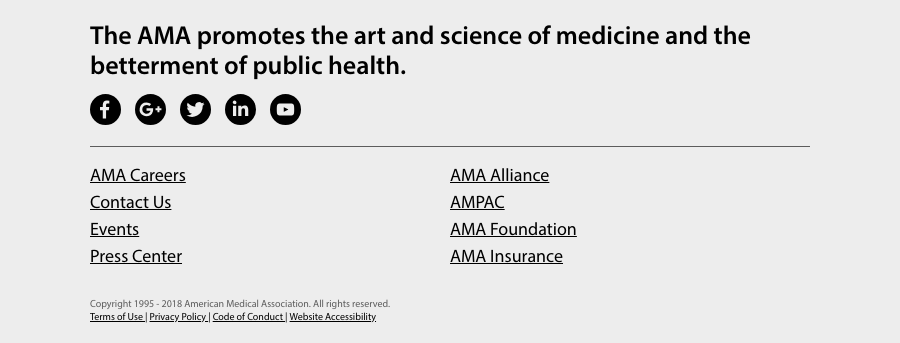 The AMA promotes the art and science of medicine and the
betterment of public health.
f G+ in
AMA Careers
Contact Us
Events
Press Center
AMA Alliance
AMPAC
AMA Foundation
AMA Insurance
Copyright 1995 - 2018 American Medical Association. All rights reserved.
Terms of Use | Privacy Policy | Code of Conduct | Website Accessibility